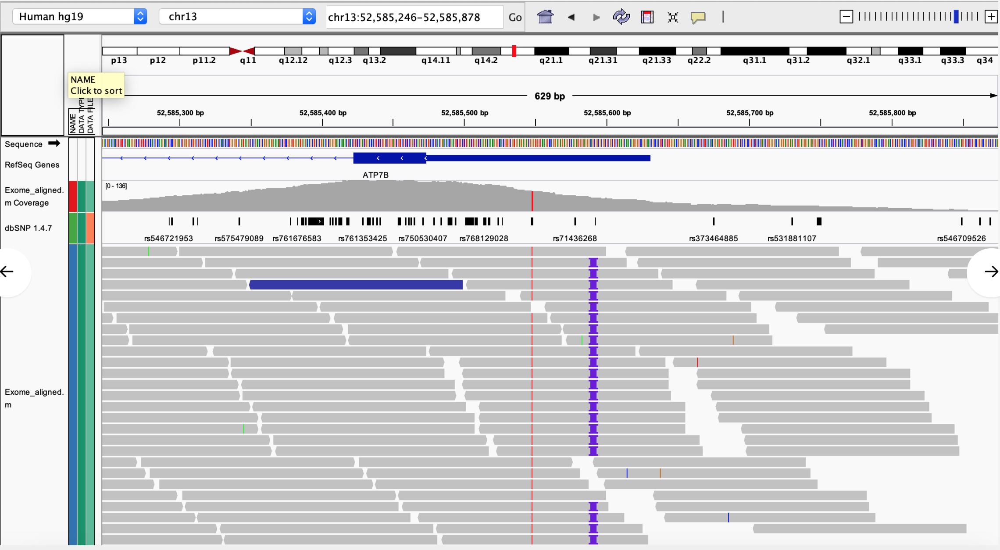 Human hg19
chr13
chr13:52,585,246-52,585,878
Go
p13 p12 p11.2 q11 q12.12 q12.3 q13.2 q14.11 q14.2 q21.1 q21.31 q21.33 q22.2 q31.1 q31.2 q32.1 q33.1 q33.3 q34
NAME
Click to sort
629 bp
52,585,300 bp 52,585,400 bp 52,585,500 bp 52,585,600 bp 52,585,700 bp 52,585,800 bp
NAME
DATA TYPE
DATA FILE
Sequence
RefSeq Genes
ATP7B
[0 - 136]
Exome_aligned.
m Coverage
dbSNP 1.4.7
rs546721953 rs575479089 rs761676583 rs761353425 rs750530407 rs768129028 rs71436268 rs373464885 rs531881107 rs546709526
Exome_aligned.
m